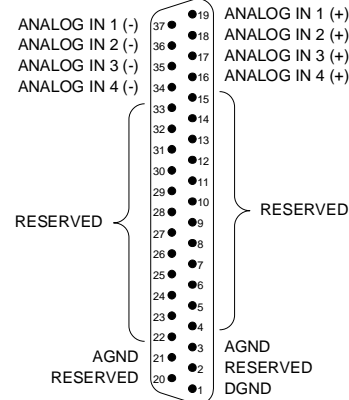 ANALOG IN 1 (-) 37 19 ANALOG IN 1 (+)
ANALOG IN 2 (-) 36 18 ANALOG IN 2 (+)
ANALOG IN 3 (-) 35 17 ANALOG IN 3 (+)
ANALOG IN 4 (-) 34 16 ANALOG IN 4 (+)
33 15
32 14
31 13
30 12
29 11
28 10
RESERVED 27 9 RESERVED
26 8
25 7
24 6
23 5
22 4
AGND 21 3 AGND
RESERVED 20 2 RESERVED
1 DGND